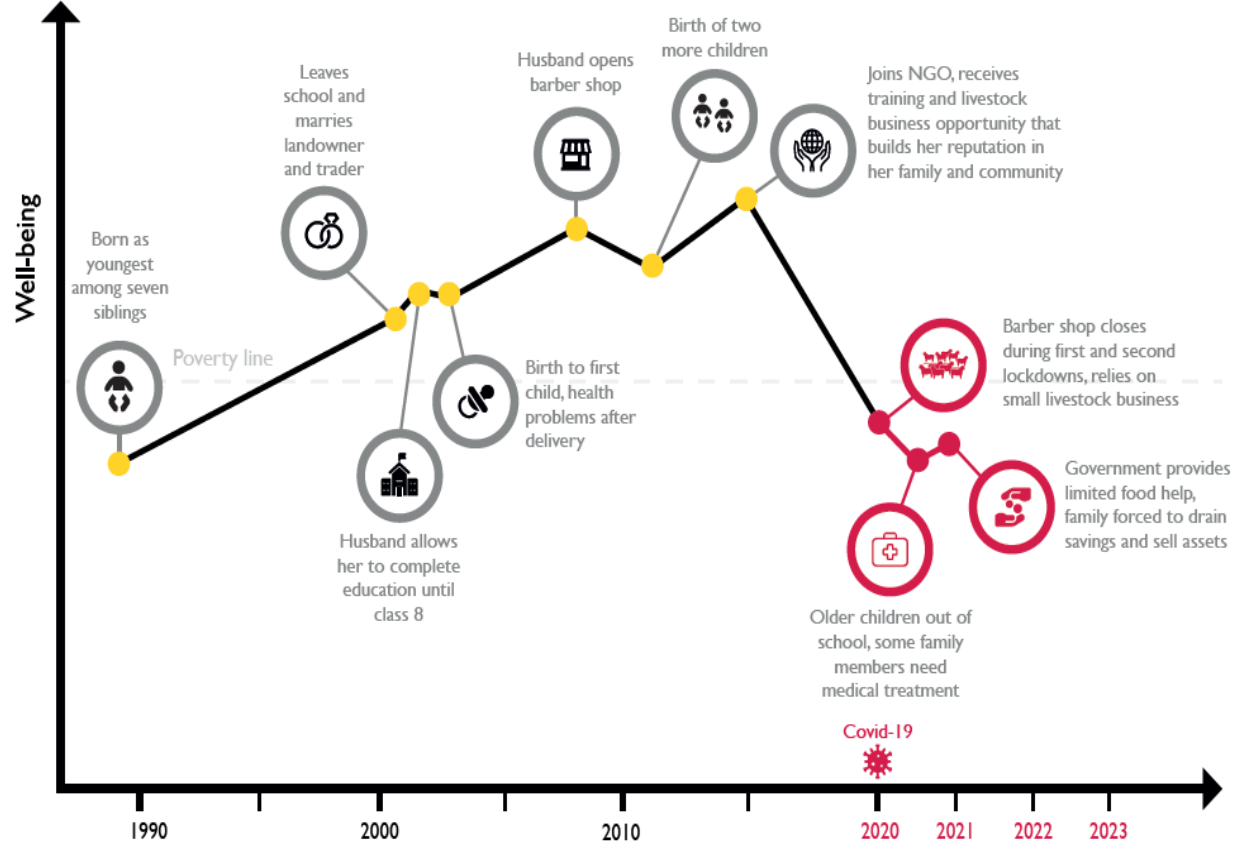 Well-being
Born as
youngest
among seven
siblings
Poverty line
Leaves
school and
marries
landowner
and trader
Husband allows
her to complete
education until
class 8
Birth to first
child, health
problems after
delivery
Husband opens
barber shop
Birth of two
more children
Joins NGO, receives
training and livestock
business opportunity that
builds her reputation in
her family and community
Barber shop closes
during first and second
lockdowns, relies on
small livestock business
Older children out of
school, some family
members need
medical treatment
Government provides
limited food help,
family forced to drain
savings and sell assets
Covid-19
1990
2000
2010
2020
2021
2022
2023